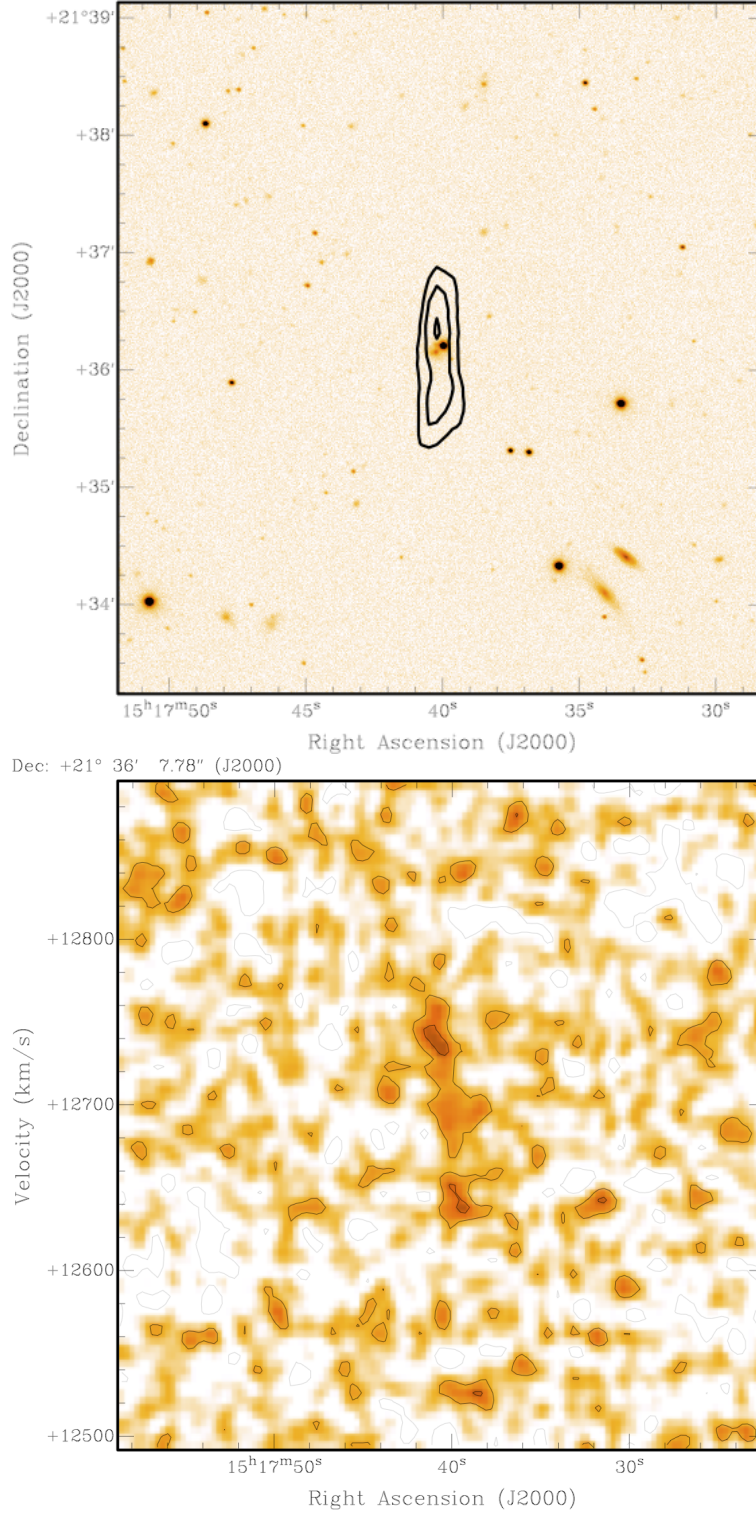 +21°39′
+38′
+37′
+36′
+35′
+34′
Declination (J2000)
15ʰ17ᵐ50ˢ 45ˢ 40ˢ 35ˢ 30ˢ
Right Ascension (J2000)
Dec: +21° 36′ 7.78″ (J2000)
+12800
+12700
+12600
+12500
Velocity (km/s)
15ʰ17ᵐ50ˢ 40ˢ 30ˢ
Right Ascension (J2000)